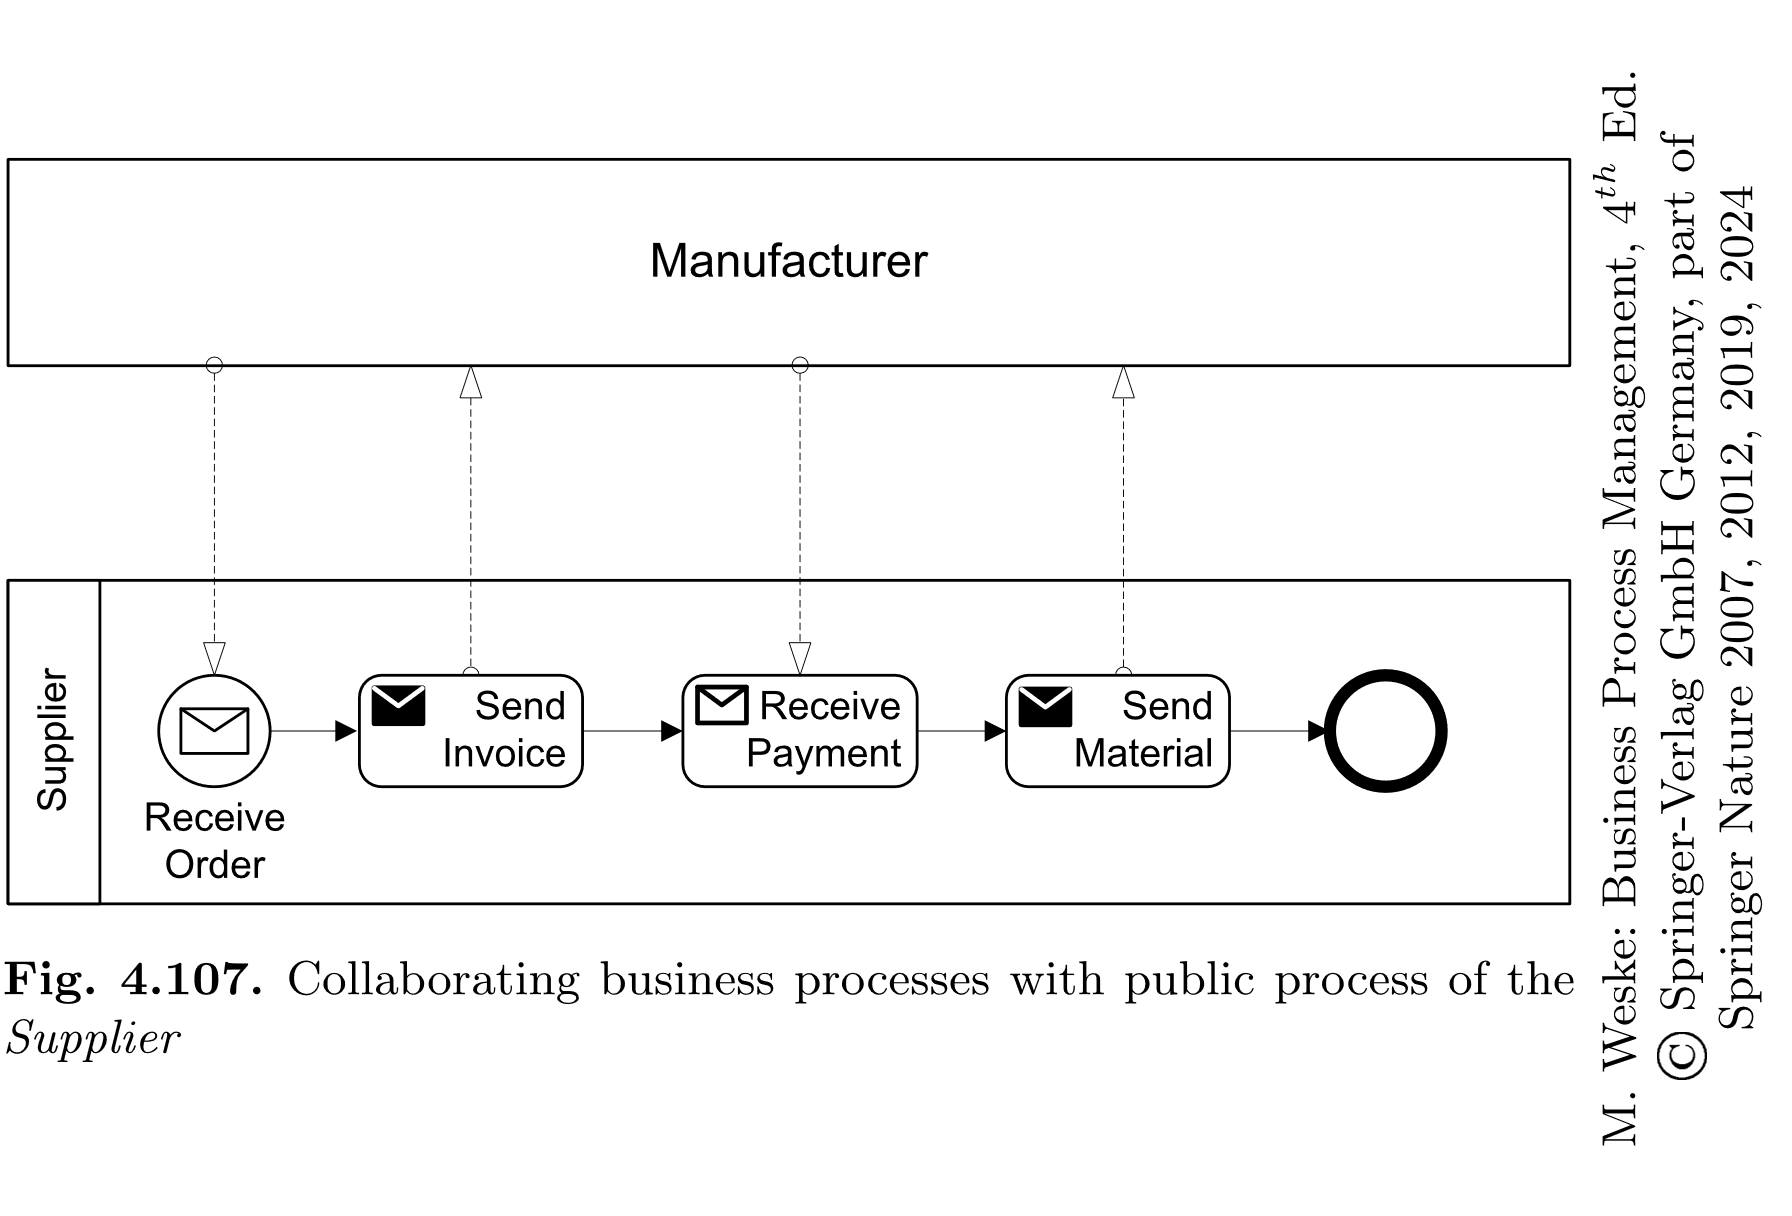 Manufacturer
Supplier
Receive
Order
Send
Invoice
Receive
Payment
Send
Material
Fig. 4.107. Collaborating business processes with public process of the
Supplier
M. Weske: Business Process Management, 4th Ed.
© Springer-Verlag GmbH Germany, part of
Springer Nature 2007, 2012, 2019, 2024